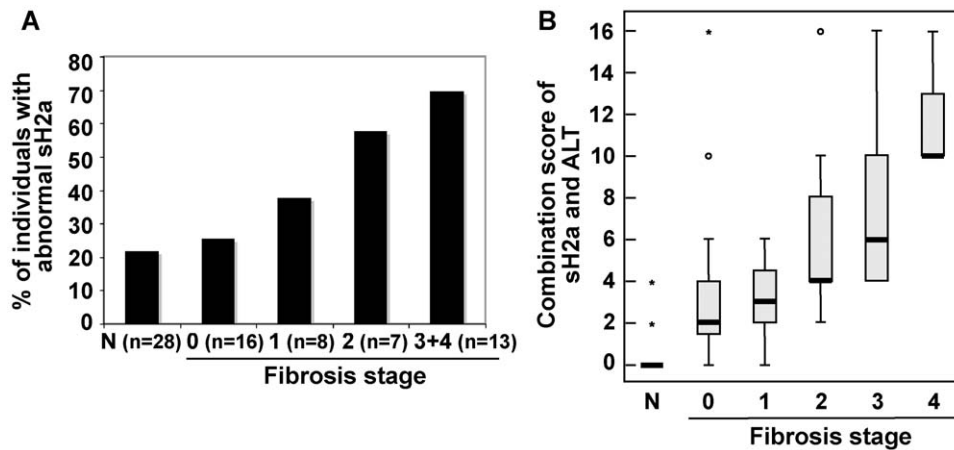 A
% of individuals with
abnormal sH2a
80
70
60
50
40
30
20
10
0
N (n=28) 0 (n=16) 1 (n=8) 2 (n=7) 3+4 (n=13)
Fibrosis stage
B
Combination score of
sH2a and ALT
16
14
12
10
8
6
4
2
0
N 0 1 2 3 4
Fibrosis stage